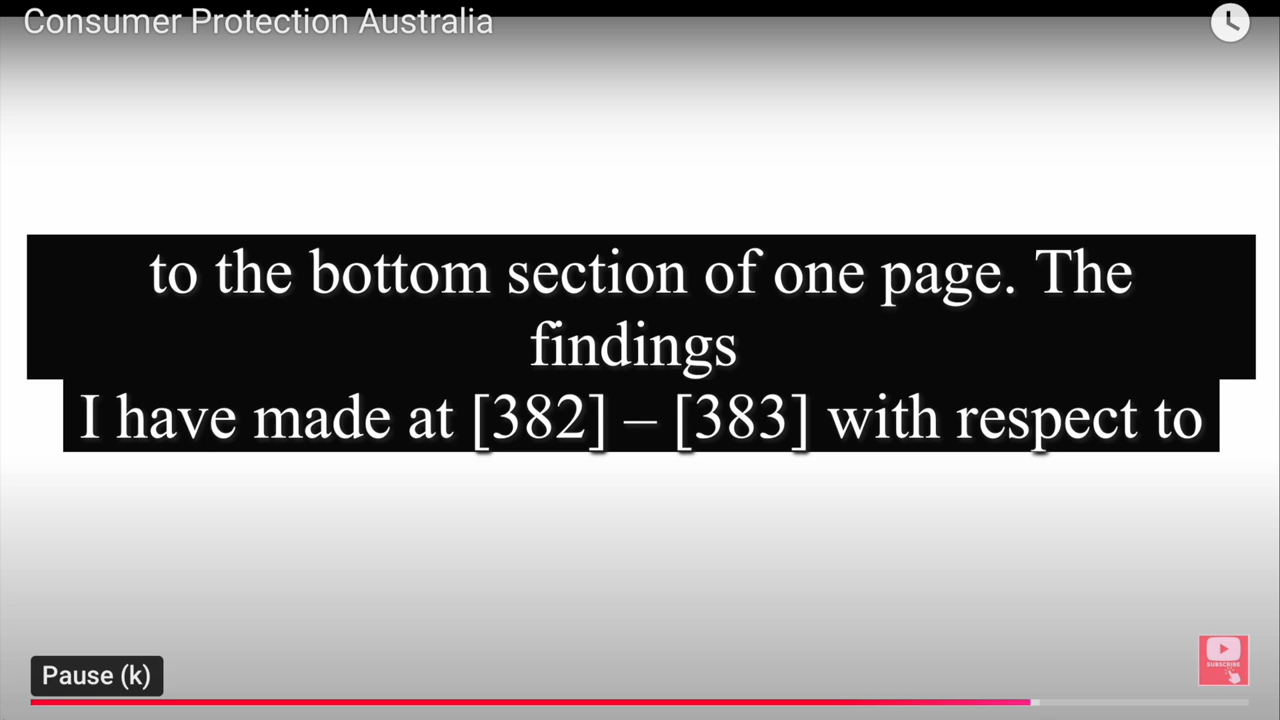 Consumer Protection Australia
to the bottom section of one page. The
findings
I have made at [382] – [383] with respect to
SUBSCRIBE
Pause (k)